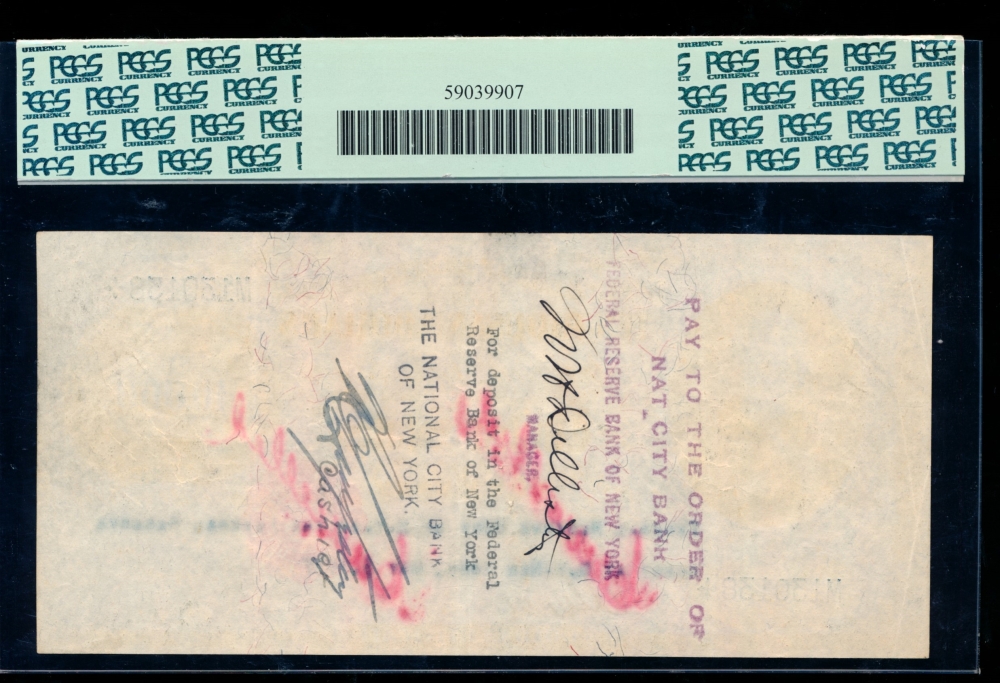 PCGS CURRENCY
59039907
PAY TO THE ORDER OF
NAT. CITY BANK
FEDERAL RESERVE BANK OF NEW YORK
MANAGER.
For deposit in the Federal
Reserve Bank of New York
THE NATIONAL CITY BANK
OF NEW YORK.
Cashier